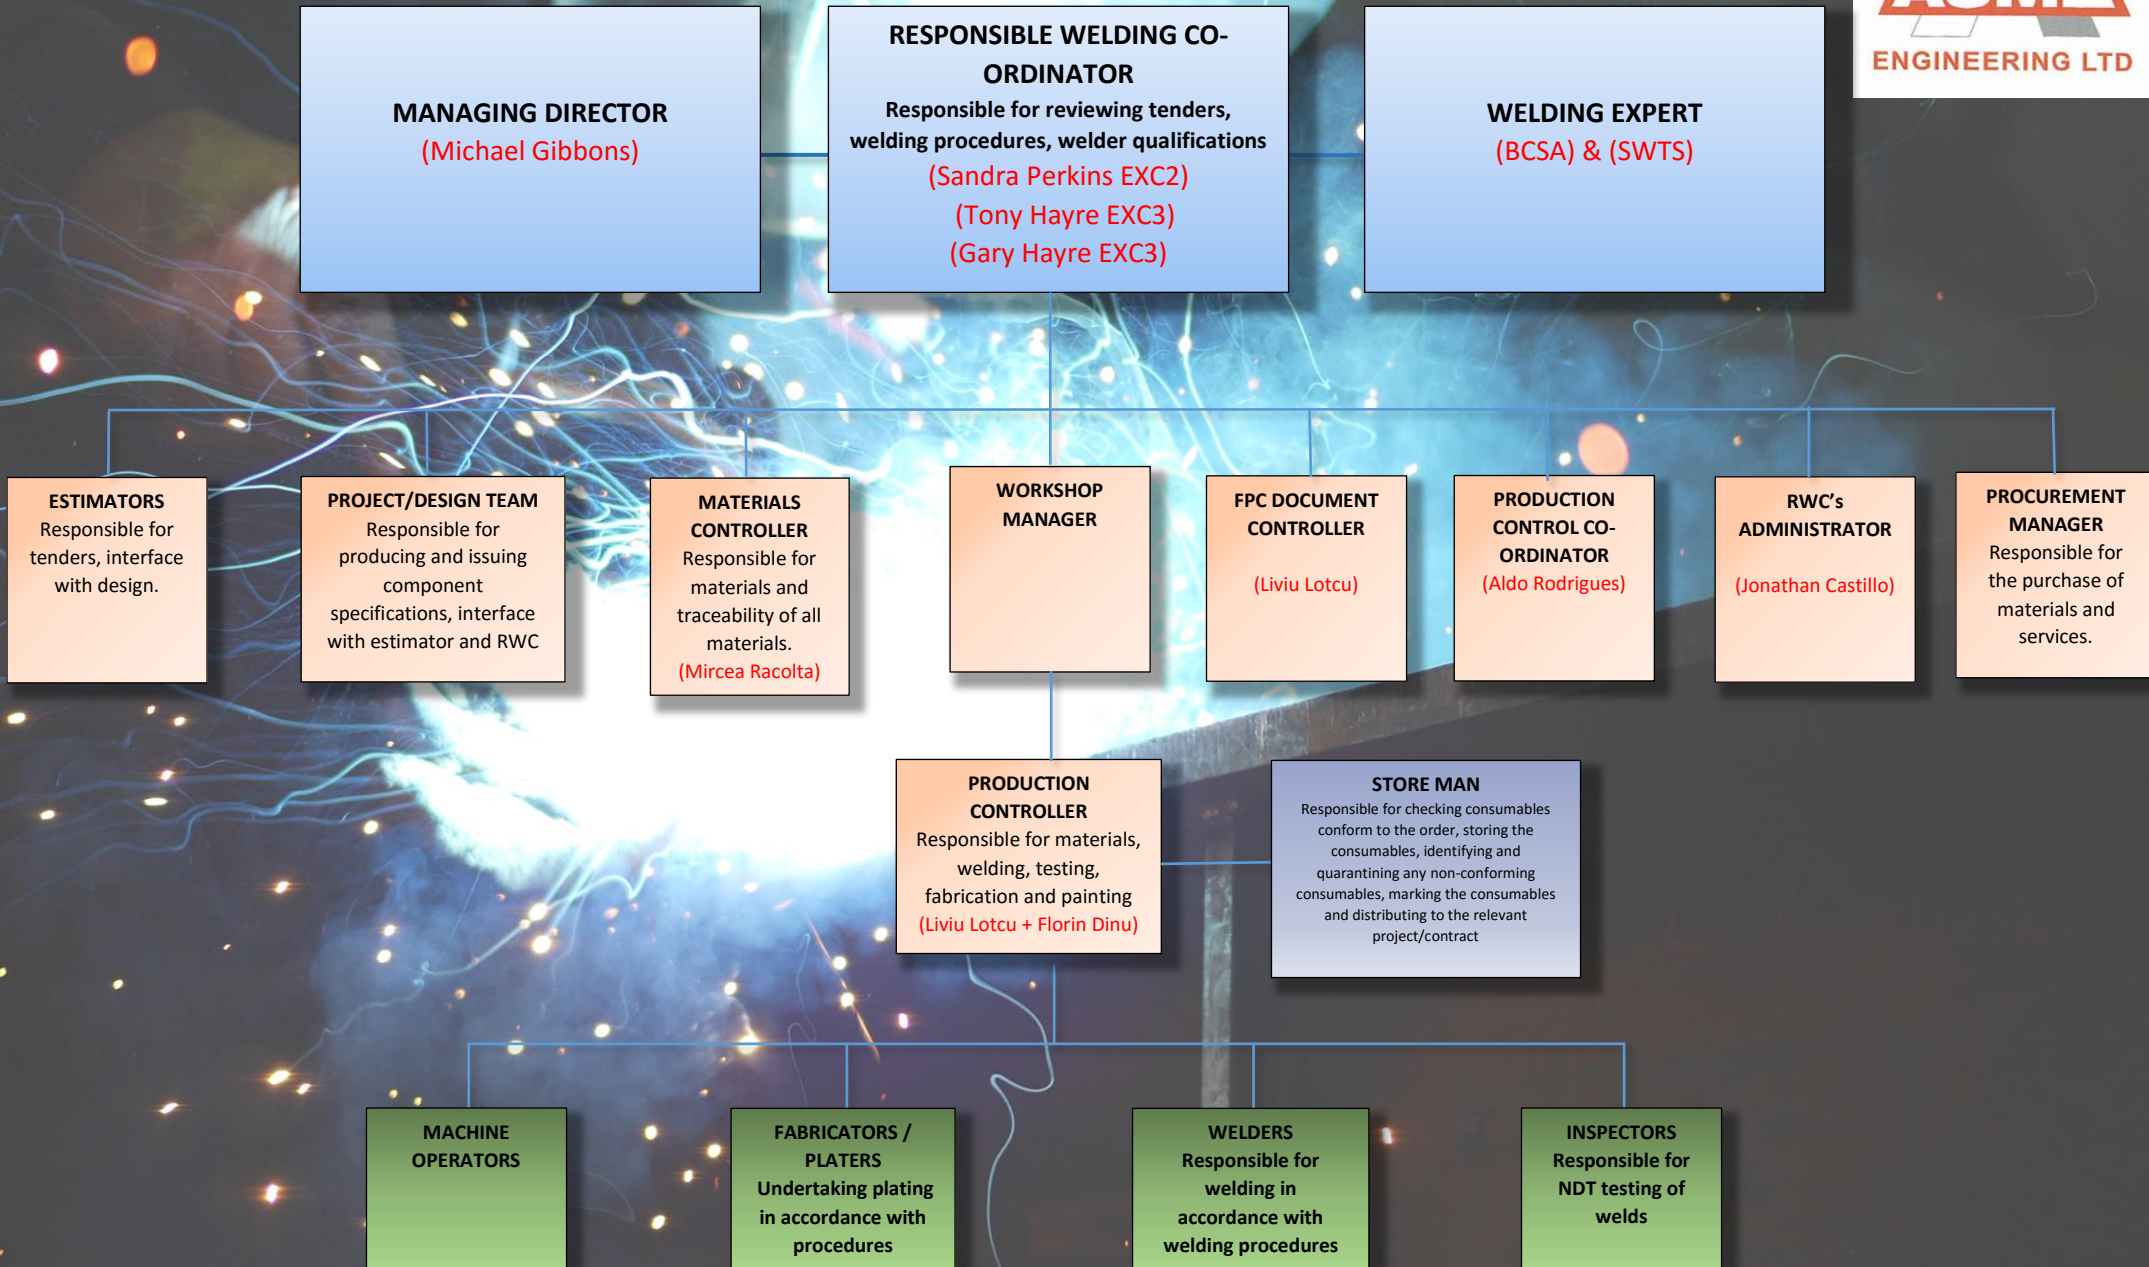 MANAGING DIRECTOR
(Michael Gibbons)
RESPONSIBLE WELDING CO-
ORDINATOR
Responsible for reviewing tenders,
welding procedures, welder qualifications
(Sandra Perkins EXC2)
(Tony Hayre EXC3)
(Gary Hayre EXC3)
WELDING EXPERT
(BCSA) & (SWTS)
ENGINEERING LTD
ESTIMATORS
Responsible for
tenders, interface
with design.
PROJECT/DESIGN TEAM
Responsible for
producing and issuing
component
specifications, interface
with estimator and RWC
MATERIALS
CONTROLLER
Responsible for
materials and
traceability of all
materials.
(Mircea Racolta)
WORKSHOP
MANAGER
FPC DOCUMENT
CONTROLLER
(Liviu Lotcu)
PRODUCTION
CONTROL CO-
ORDINATOR
(Aldo Rodrigues)
RWC's
ADMINISTRATOR
(Jonathan Castillo)
PROCUREMENT
MANAGER
Responsible for
the purchase of
materials and
services.
PRODUCTION
CONTROLLER
Responsible for materials,
welding, testing,
fabrication and painting
(Liviu Lotcu + Florin Dinu)
STORE MAN
Responsible for checking consumables
conform to the order, storing the
consumables, identifying and
quarantining any non-conforming
consumables, marking the consumables
and distributing to the relevant
project/contract
MACHINE
OPERATORS
FABRICATORS /
PLATERS
Undertaking plating
in accordance with
procedures
WELDERS
Responsible for
welding in
accordance with
welding procedures
INSPECTORS
Responsible for
NDT testing of
welds